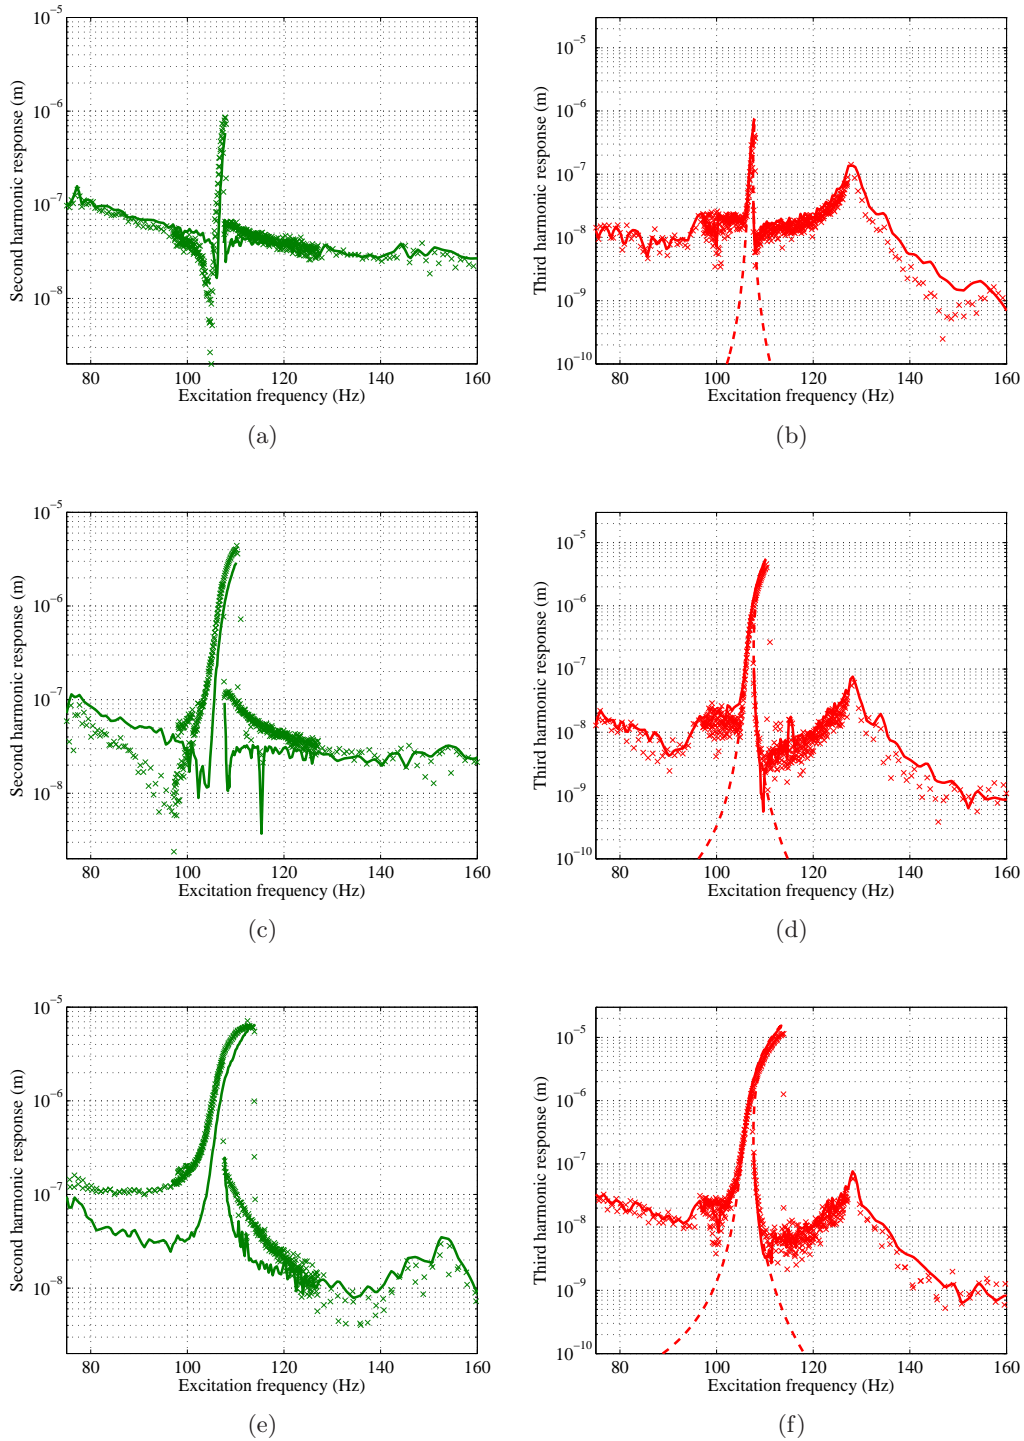 10⁻⁵
10⁻⁶
10⁻⁷
10⁻⁸
Second harmonic response (m)
80 100 120 140 160
Excitation frequency (Hz)
(a)
10⁻⁵
10⁻⁶
10⁻⁷
10⁻⁸
10⁻⁹
10⁻¹⁰
Third harmonic response (m)
80 100 120 140 160
Excitation frequency (Hz)
(b)
10⁻⁵
10⁻⁶
10⁻⁷
10⁻⁸
Second harmonic response (m)
80 100 120 140 160
Excitation frequency (Hz)
(c)
10⁻⁵
10⁻⁶
10⁻⁷
10⁻⁸
10⁻⁹
10⁻¹⁰
Third harmonic response (m)
80 100 120 140 160
Excitation frequency (Hz)
(d)
10⁻⁵
10⁻⁶
10⁻⁷
10⁻⁸
Second harmonic response (m)
80 100 120 140 160
Excitation frequency (Hz)
(e)
10⁻⁵
10⁻⁶
10⁻⁷
10⁻⁸
10⁻⁹
10⁻¹⁰
Third harmonic response (m)
80 100 120 140 160
Excitation frequency (Hz)
(f)